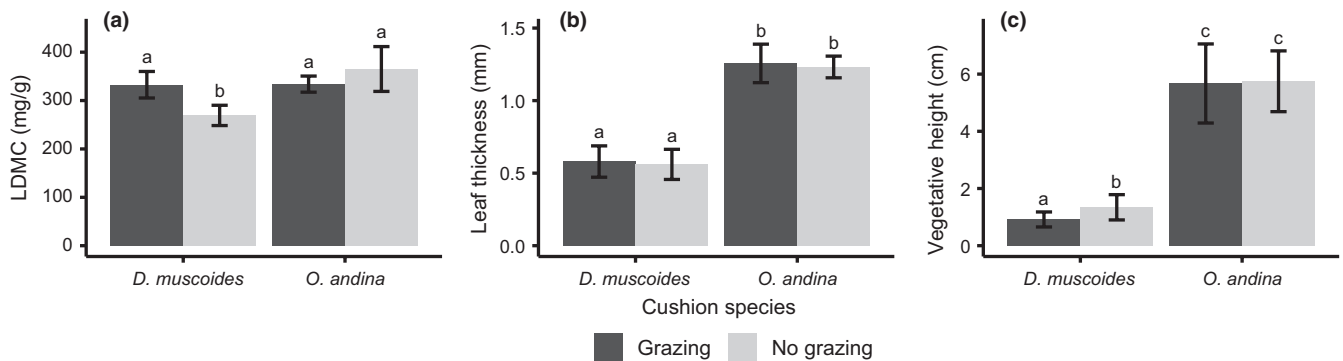 (a)
LDMC (mg/g)
400
300
200
100
0
a
b
a
a
D. muscoides
O. andina
(b)
Leaf thickness (mm)
1.5
1.0
0.5
0.0
a
a
b
b
D. muscoides
O. andina
(c)
Vegetative height (cm)
6
4
2
0
a
b
c
c
D. muscoides
O. andina
Cushion species
Grazing
No grazing